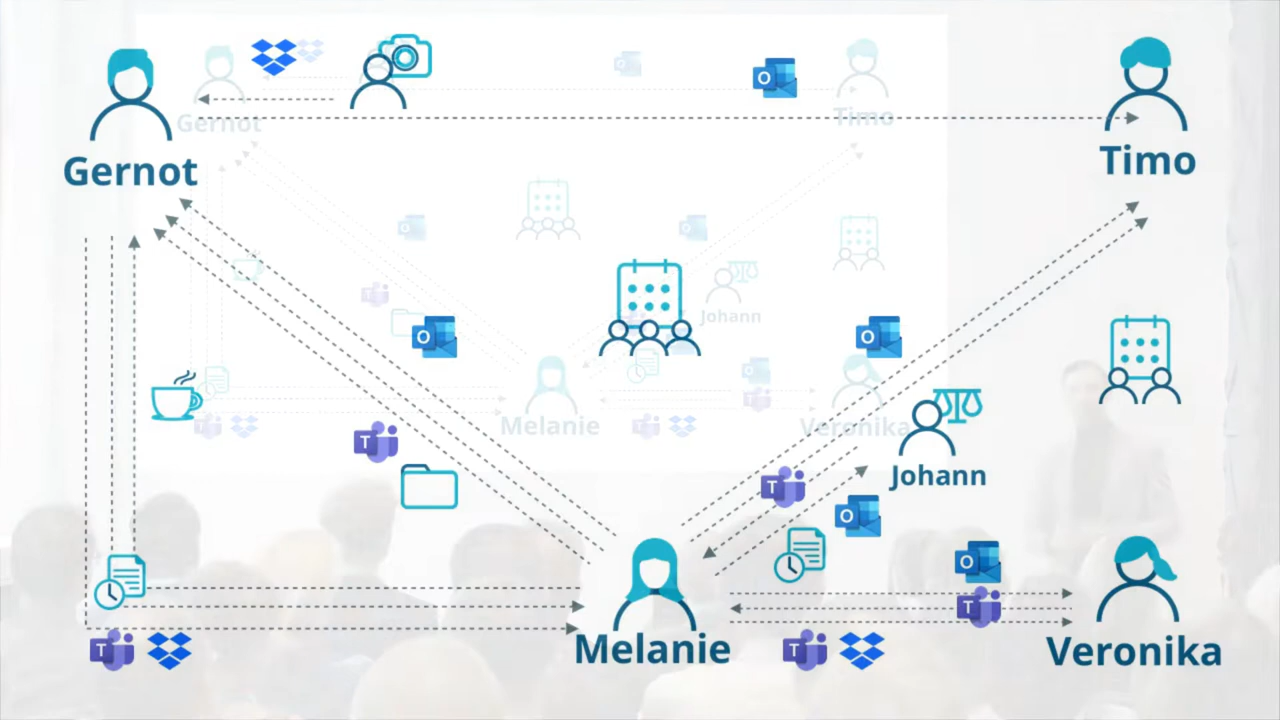 Gernot
Timo
Gernot
Timo
Johann
Melanie
Veronika
Johann
Melanie
Veronika